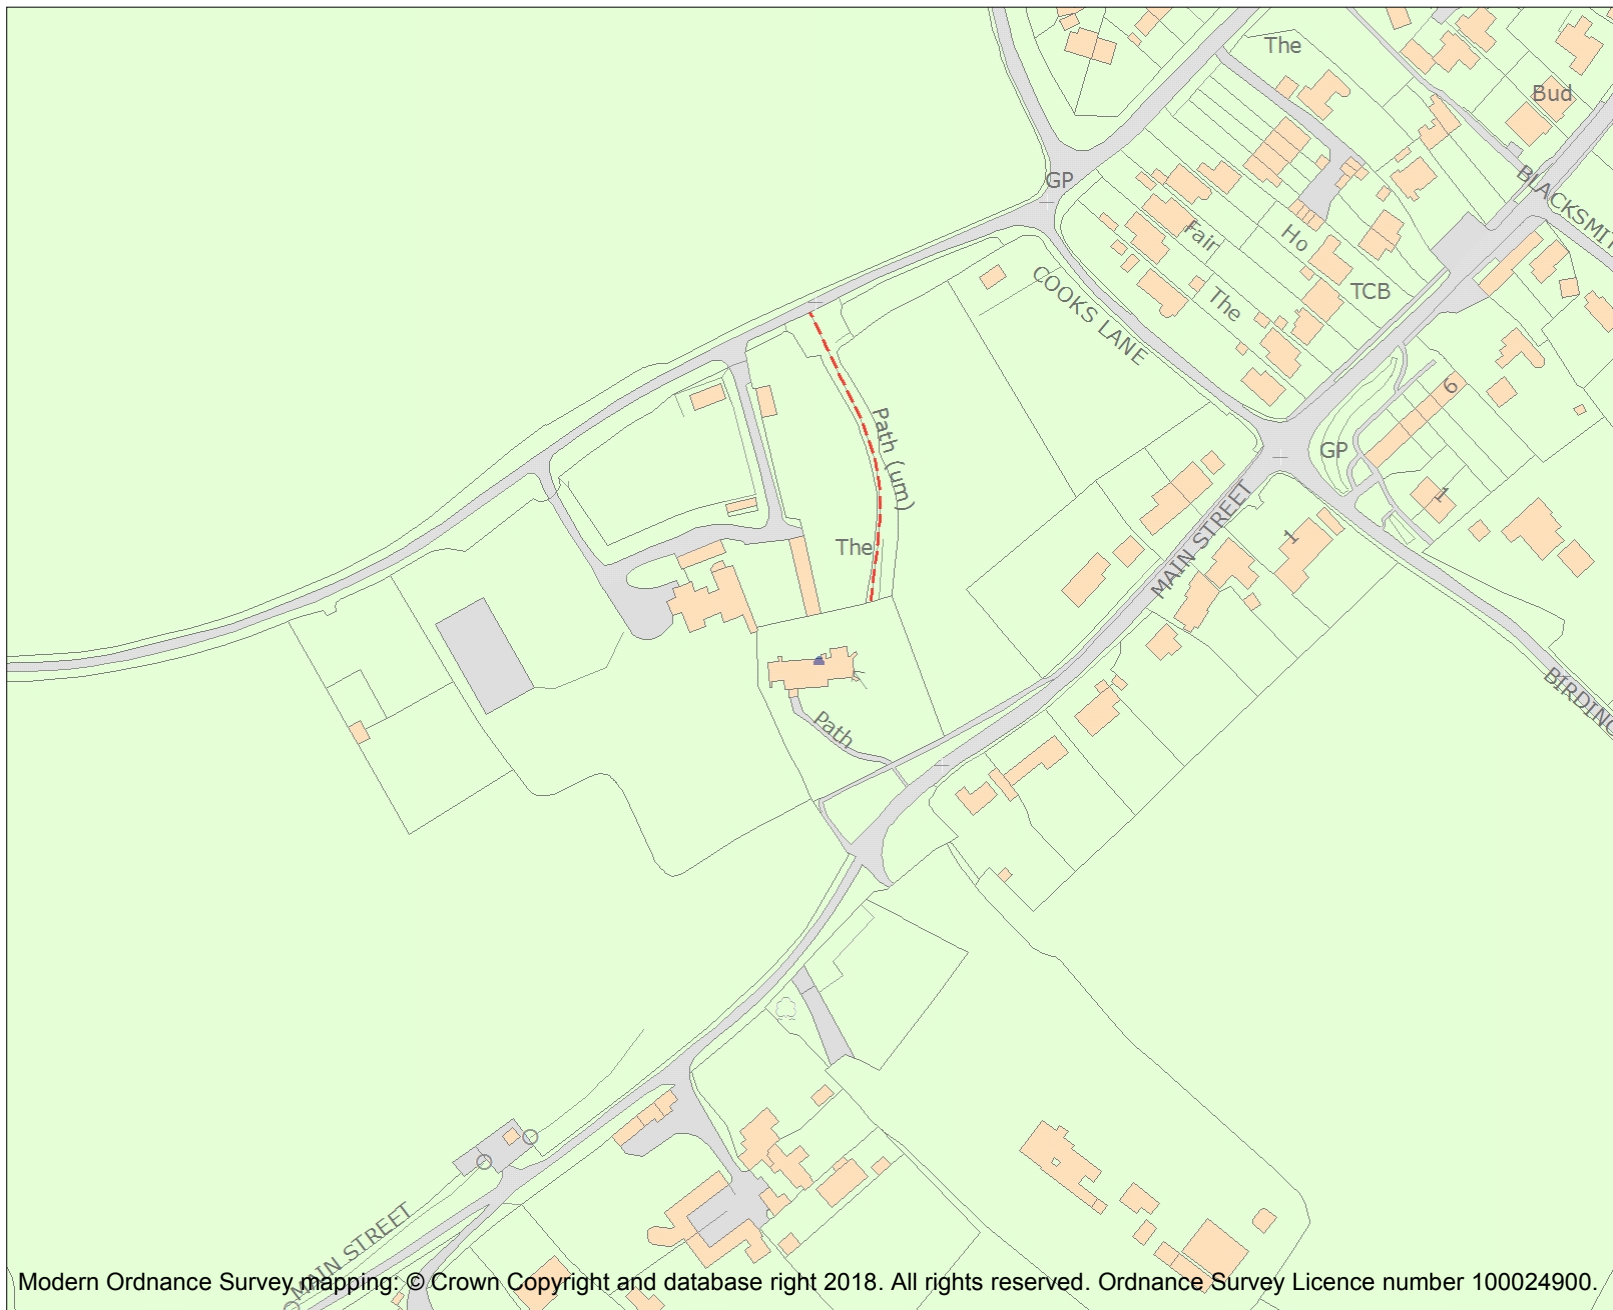 The
Bud
GP
BLACKSMI
Fair
Ho
The
TCB
COOKS LANE
6
Path (um)
GP
1
MAIN STREET
1
The
BIRDING
Path
MAIN STREET
Modern Ordnance Survey mapping: © Crown Copyright and database right 2018. All rights reserved. Ordnance Survey Licence number 100024900.